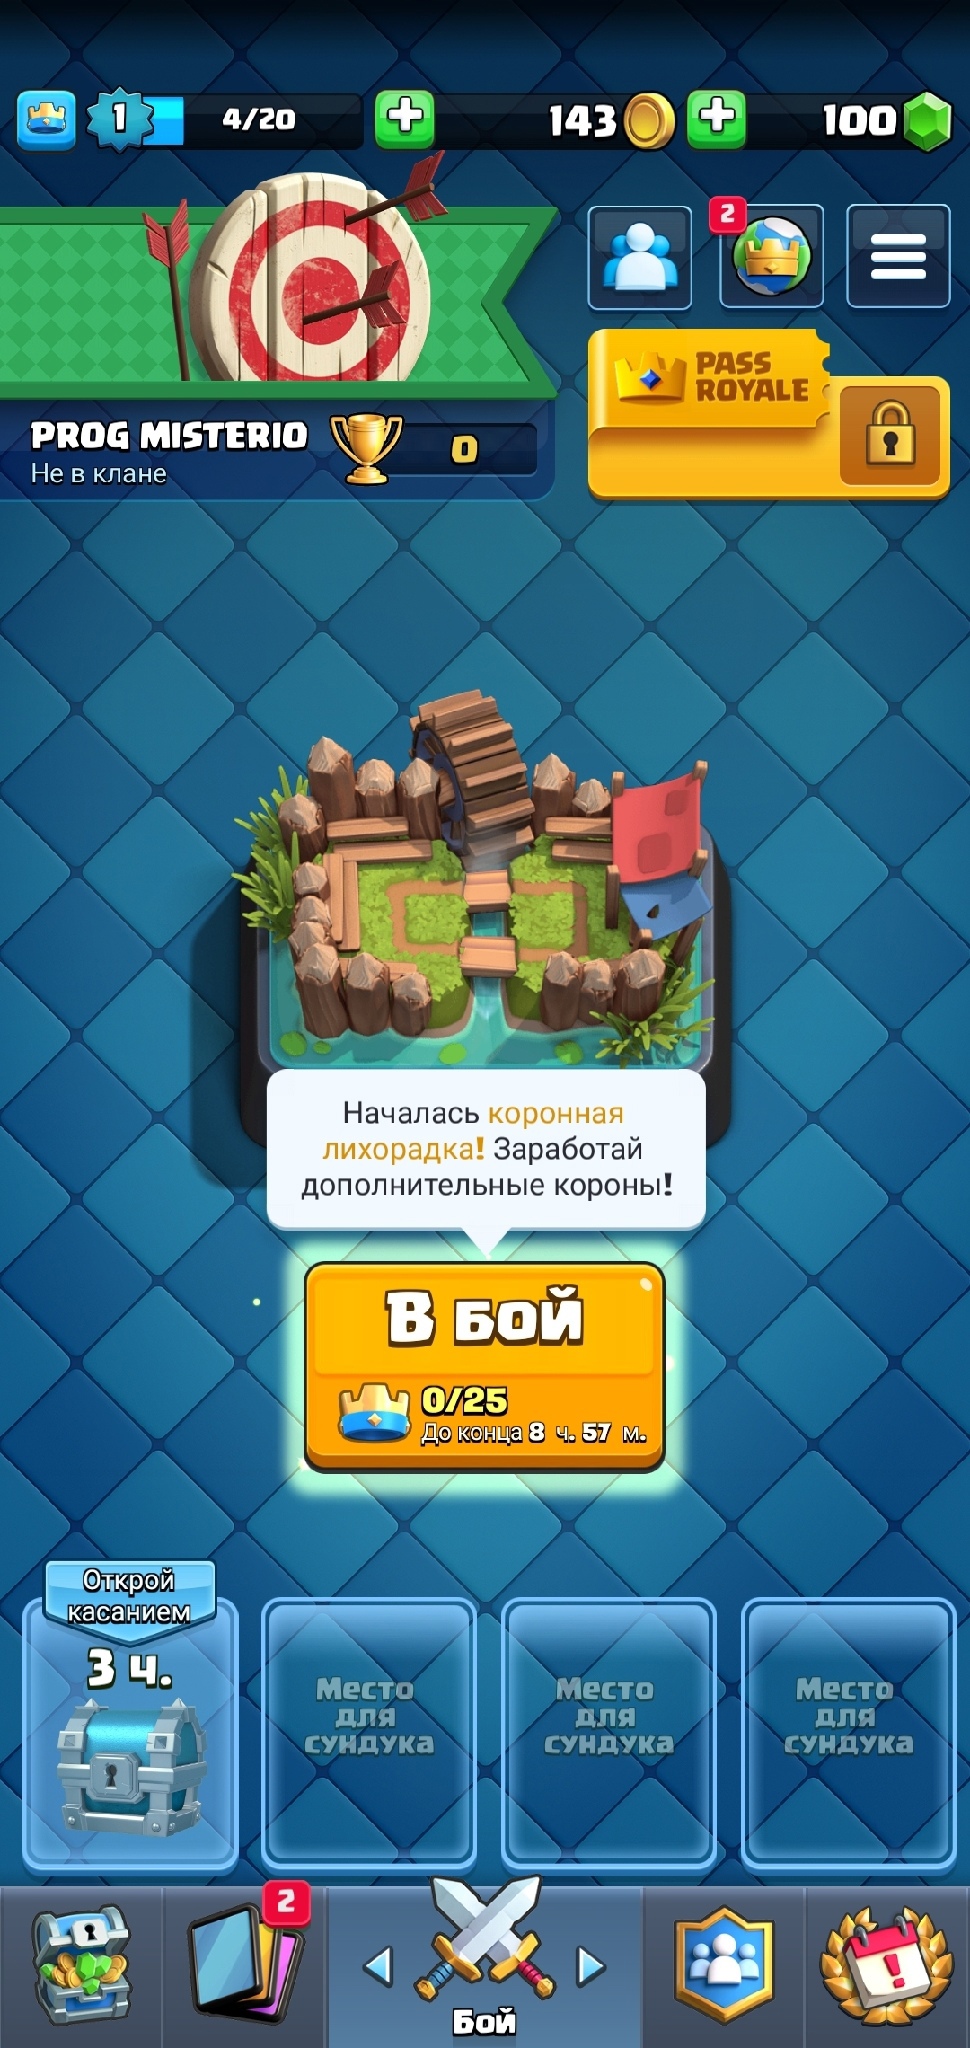 1
4/20
143
100
2
PASS
ROYALE
PROG MISTERIO
0
Не в клане
Началась коронная
лихорадка! Заработай
дополнительные короны!
В БОЙ
0/25
До конца 8 ч. 57 м.
Открой
касанием
3 ч.
Место
для
сундука
Место
для
сундука
Место
для
сундука
2
Бой